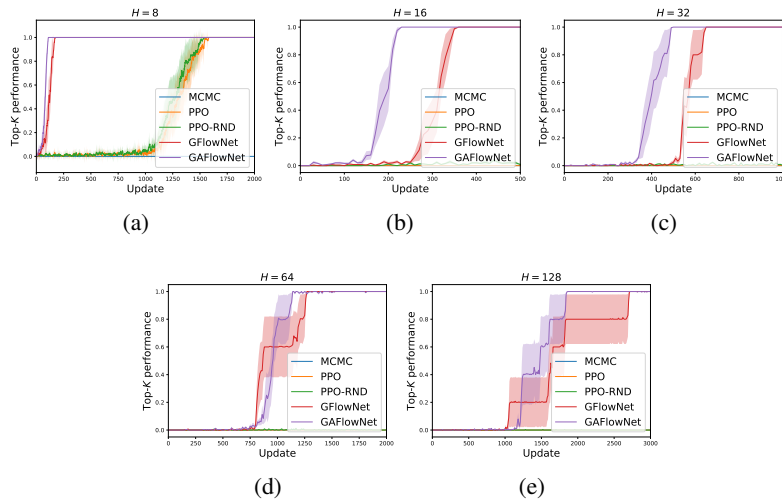 H = 8
Top-K performance
1.0
0.8
0.6
0.4
0.2
0.0
MCMC
PPO
PPO-RND
GFlowNet
GAFlowNet
0 250 500 750 1000 1250 1500 1750 2000
Update
(a)
H = 16
Top-K performance
1.0
0.8
0.6
0.4
0.2
0.0
MCMC
PPO
PPO-RND
GFlowNet
GAFlowNet
0 100 200 300 400 500
Update
(b)
H = 32
Top-K performance
1.0
0.8
0.6
0.4
0.2
0.0
MCMC
PPO
PPO-RND
GFlowNet
GAFlowNet
0 200 400 600 800
Update
(c)
H = 64
Top-K performance
1.0
0.8
0.6
0.4
0.2
0.0
MCMC
PPO
PPO-RND
GFlowNet
GAFlowNet
0 250 500 750 1000 1250 1500 1750 2000
Update
(d)
H = 128
Top-K performance
1.0
0.8
0.6
0.4
0.2
0.0
MCMC
PPO
PPO-RND
GFlowNet
GAFlowNet
0 500 1000 1500 2000 2500 3000
Update
(e)